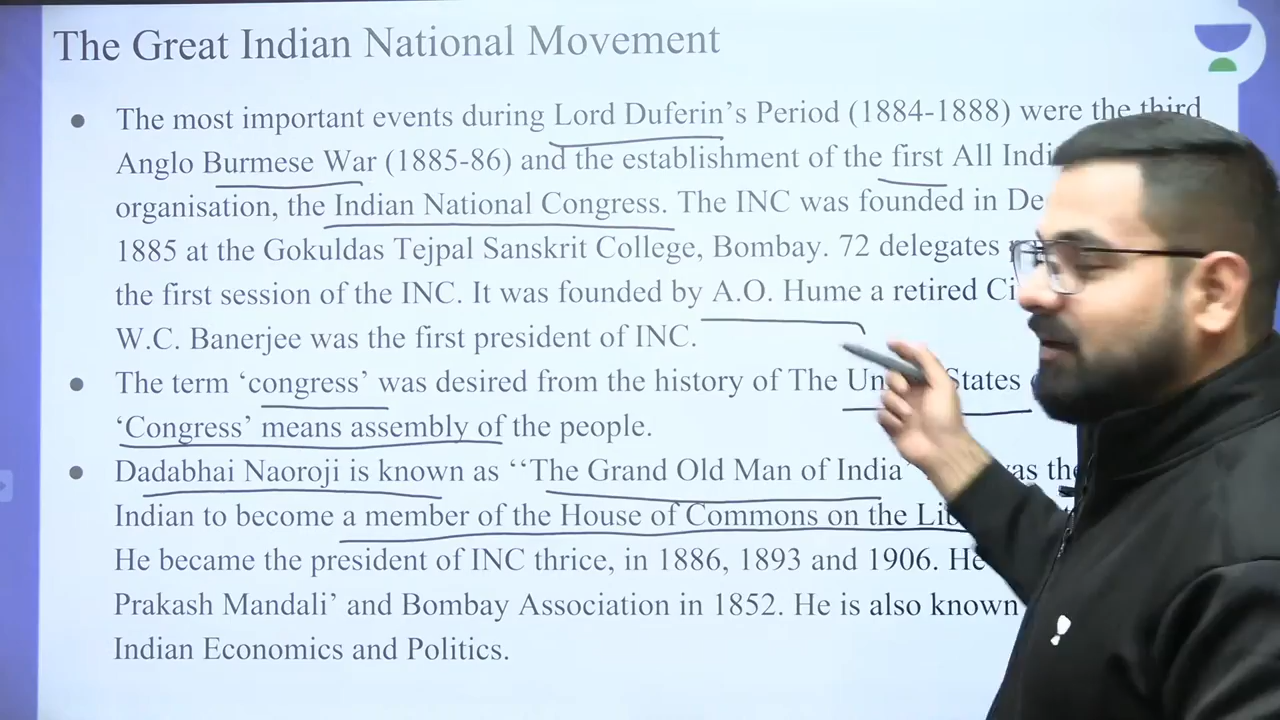 The Great Indian National Movement
● The most important events during Lord Duferin's Period (1884-1888) were the third
Anglo Burmese War (1885-86) and the establishment of the first All Indi
organisation, the Indian National Congress. The INC was founded in De
1885 at the Gokuldas Tejpal Sanskrit College, Bombay. 72 delegates
the first session of the INC. It was founded by A.O. Hume a retired Ci
W.C. Banerjee was the first president of INC.
● The term ‘congress’ was desired from the history of The Un States
‘Congress’ means assembly of the people.
● Dadabhai Naoroji is known as ‘‘The Grand Old Man of India’ was the
Indian to become a member of the House of Commons on the Lib
He became the president of INC thrice, in 1886, 1893 and 1906. He
Prakash Mandali’ and Bombay Association in 1852. He is also known
Indian Economics and Politics.